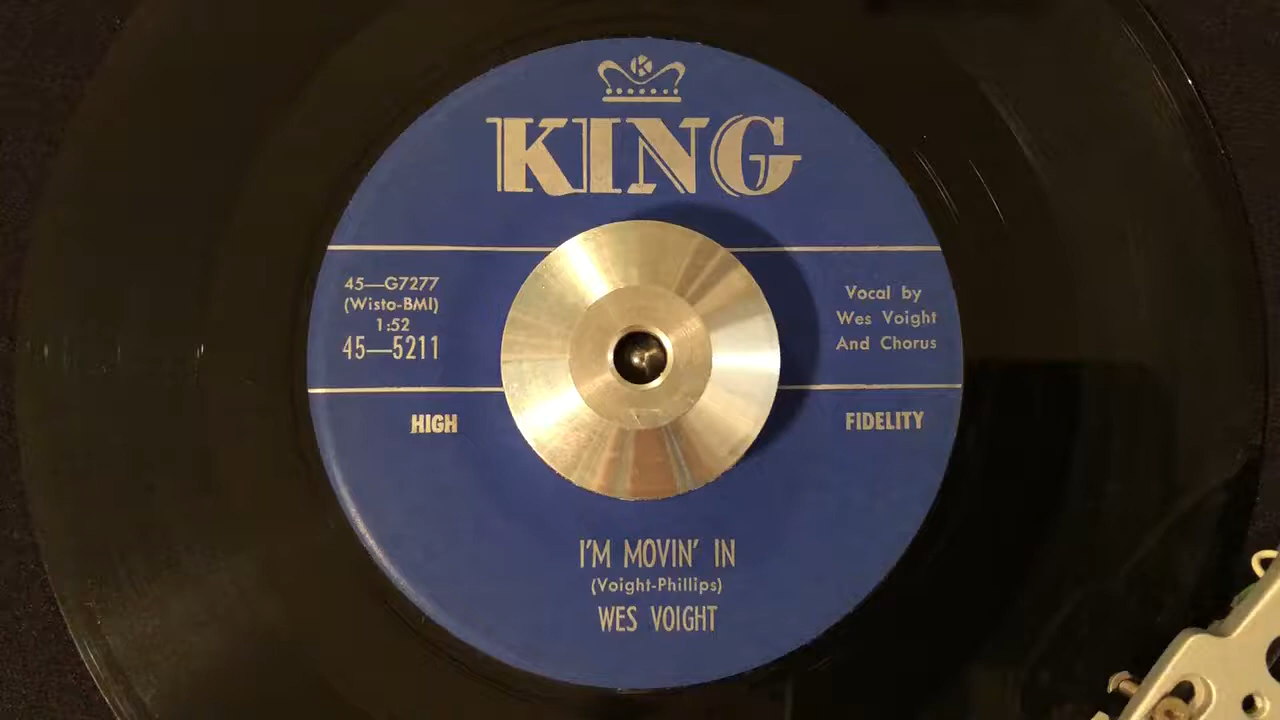 K
KING
45—G7277
(Wisto-BMI)
1:52
45—5211
Vocal by
Wes Voight
And Chorus
HIGH
FIDELITY
I'M MOVIN' IN
(Voight-Phillips)
WES VOIGHT